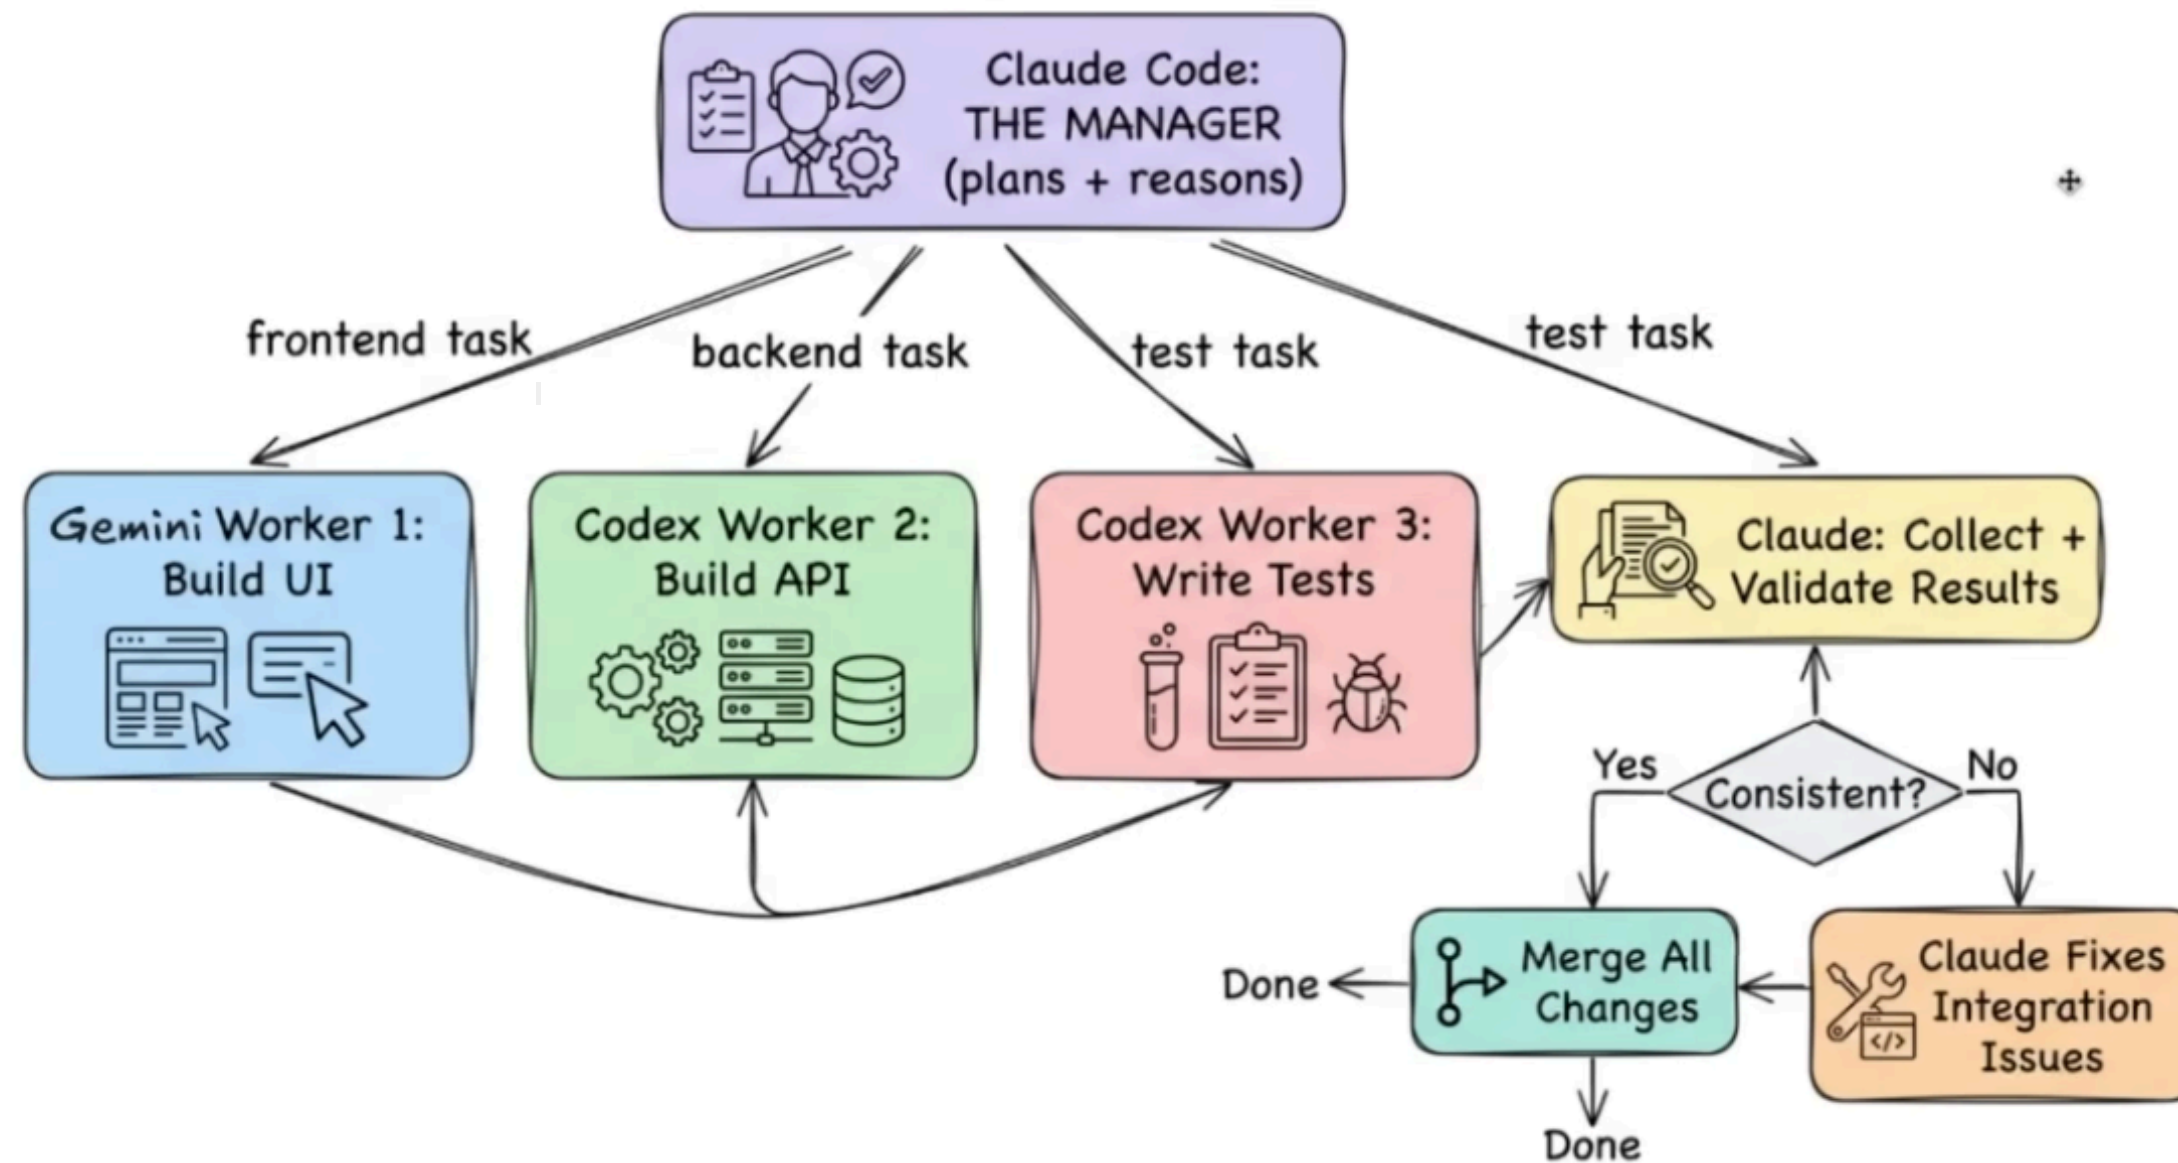 Claude Code:
THE MANAGER
(plans + reasons)
frontend task
backend task
test task
test task
Gemini Worker 1:
Build UI
Codex Worker 2:
Build API
Codex Worker 3:
Write Tests
Claude: Collect +
Validate Results
Yes
Consistent?
No
Done
Merge All
Changes
Claude Fixes
Integration
Issues
</>
Done